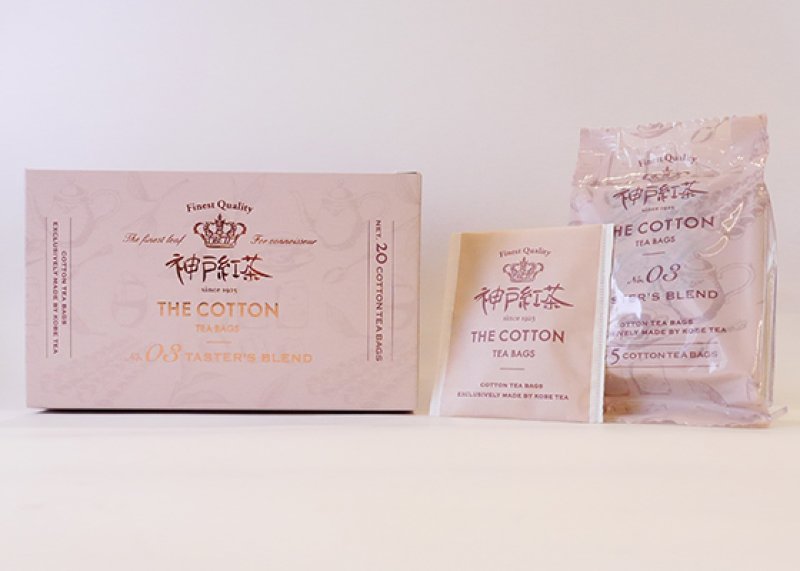 Finest Quality
The finest leaf For connoisseur
神戸紅茶
since 1925
THE COTTON
TEA BAGS
No. 03 TASTER'S BLEND
COTTON TEA BAGS
EXCLUSIVELY MADE BY KOBE TEA
NET. 20 COTTON TEA BAGS
Finest Quality
神戸紅茶
since 1925
THE COTTON
TEA BAGS
COTTON TEA BAGS
EXCLUSIVELY MADE BY KOBE TEA
Finest Quality
神戸紅茶
since 1925
THE COTTON
TEA BAGS
No. 03
TASTER'S BLEND
COTTON TEA BAGS
MADE BY KOBE TEA
5 COTTON TEA BAGS